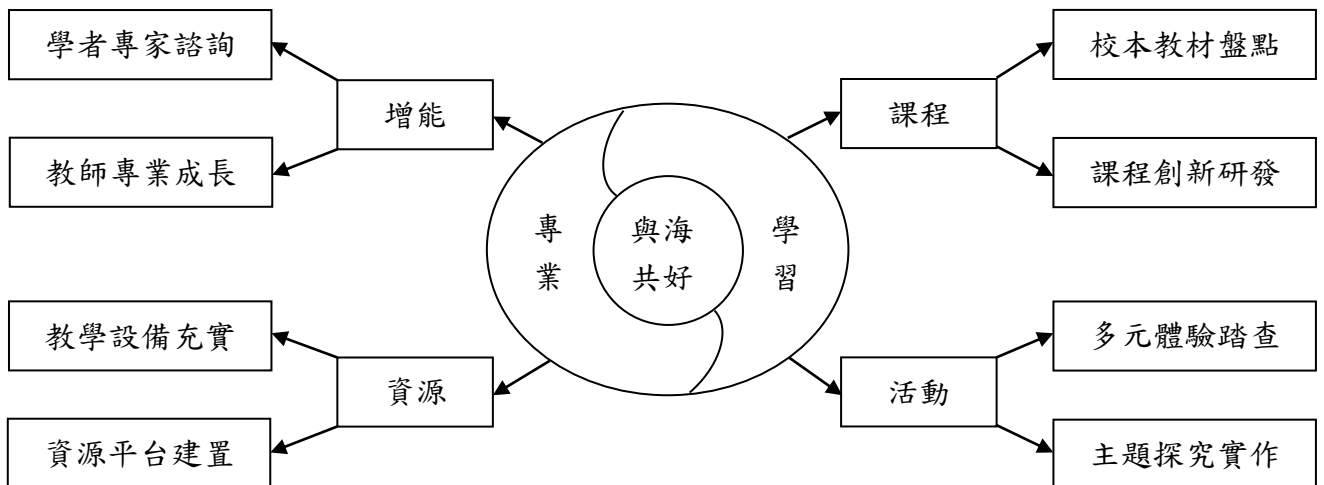 學者專家諮詢
增能
教師專業成長
教學設備充實
資源
資源平台建置
專業
與海
共好
學習
校本教材盤點
課程
課程創新研發
多元體驗踏查
活動
主題探究實作